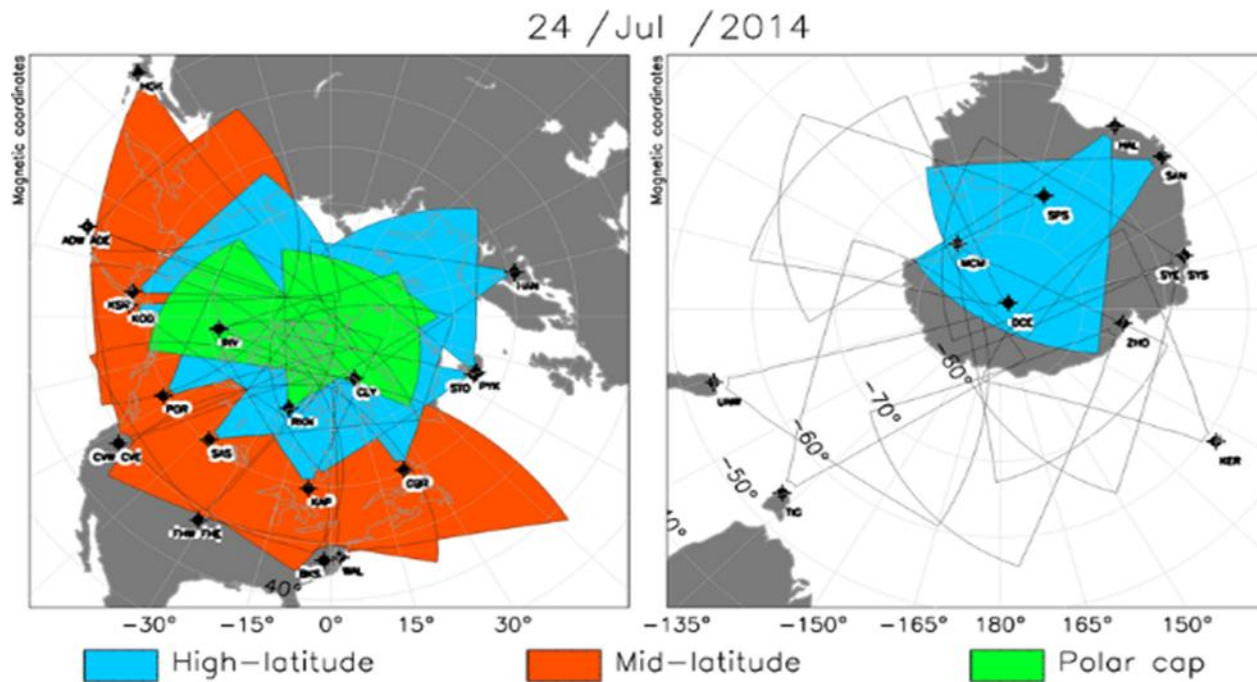 24 /Jul /2014
Magnetic coordinates
Magnetic coordinates
HOK
ADW ADE
KSR
KOD
INV
HAN
CLY
STO PYK
PGR
RKN
CVW CVE
SAS
GBR
KAP
FHW FHE
BKS WAL
40°
HAL
SAN
SPS
MCM
SYE SYS
DCE
ZHO
-60°
UNW
-70°
-60°
KER
-50°
TIG
40°
-30° -15° 0° 15° 30°
-135° -150° -165° 180° 165° 150°
High-latitude
Mid-latitude
Polar cap